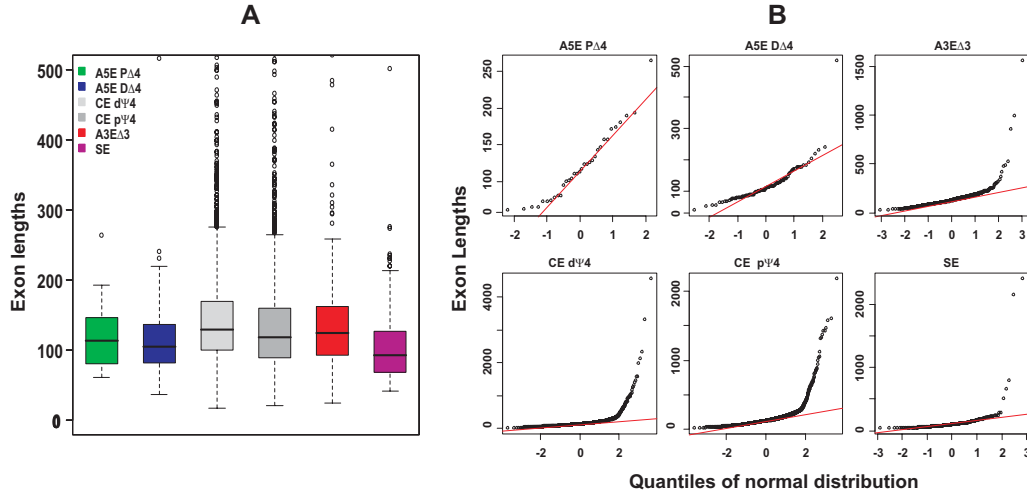 A
B
500
400
300
200
100
0
Exon lengths
A5E PΔ4
A5E DΔ4
CE dΨ4
CE pΨ4
A3EΔ3
SE
Exon Lengths
A5E PΔ4
250
200
150
100
50
0
-2 -1 0 1 2
A5E DΔ4
500
300
100
0
-2 -1 0 1 2
A3EΔ3
1500
1000
500
0
-3 -2 -1 0 1 2 3
CE dΨ4
4000
2000
1000
0
-2 0 2
CE pΨ4
2000
1000
0
-2 0 2
SE
2000
1000
0
-3 -2 -1 0 1 2 3
Quantiles of normal distribution